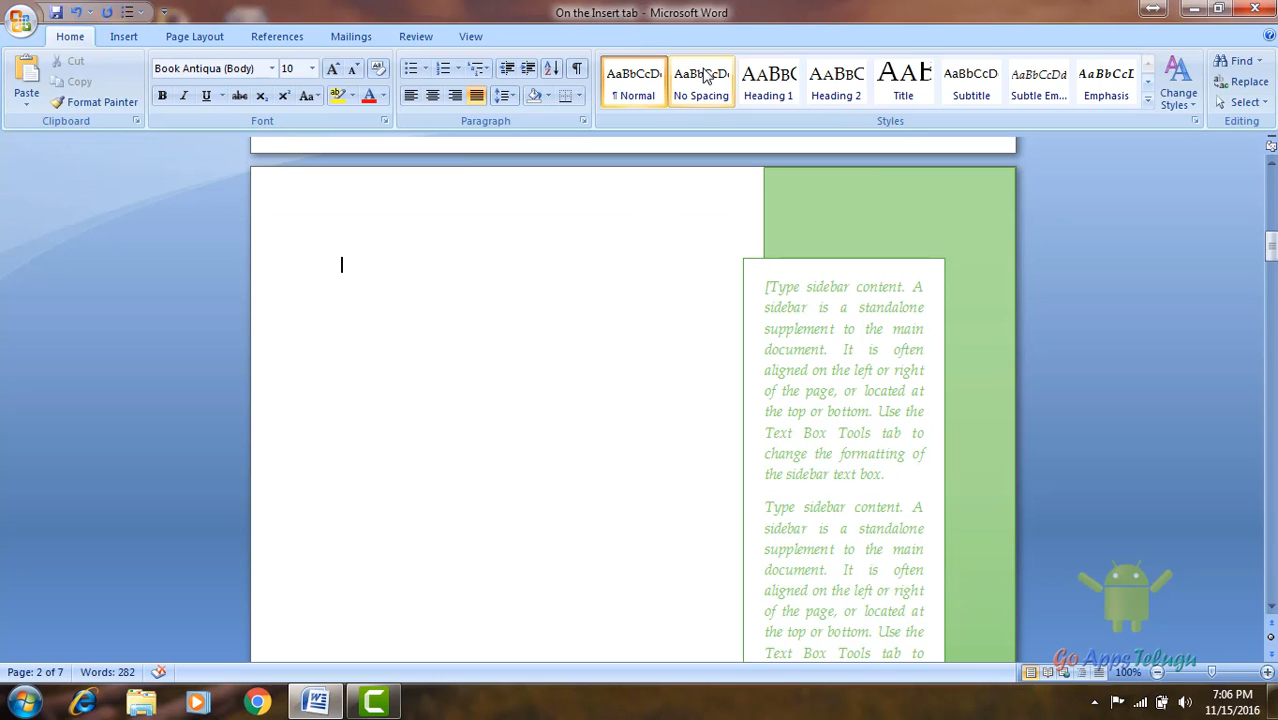 On the Insert tab - Microsoft Word
Home Insert Page Layout References Mailings Review View
Paste
Cut
Copy
Format Painter
Clipboard
Book Antiqua (Body) 10
Font
Paragraph
AaBbCcD AaBbCcD AABBC AABBC AAB AaBbCcD AaBbCcDd AaBbCcL
¶ Normal No Spacing Heading 1 Heading 2 Title Subtitle Subtle Em... Emphasis
Change
Styles
Styles
Find
Replace
Select
Editing
[Type sidebar content. A
sidebar is a standalone
supplement to the main
document. It is often
aligned on the left or right
of the page, or located at
the top or bottom. Use the
Text Box Tools tab to
change the formatting of
the sidebar text box.
Type sidebar content. A
sidebar is a standalone
supplement to the main
document. It is often
aligned on the left or right
of the page, or located at
the top or bottom. Use the
Text Box Tools tab to
Go Apps Telugu
Page: 2 of 7 Words: 282 100%
7:06 PM
11/15/2016